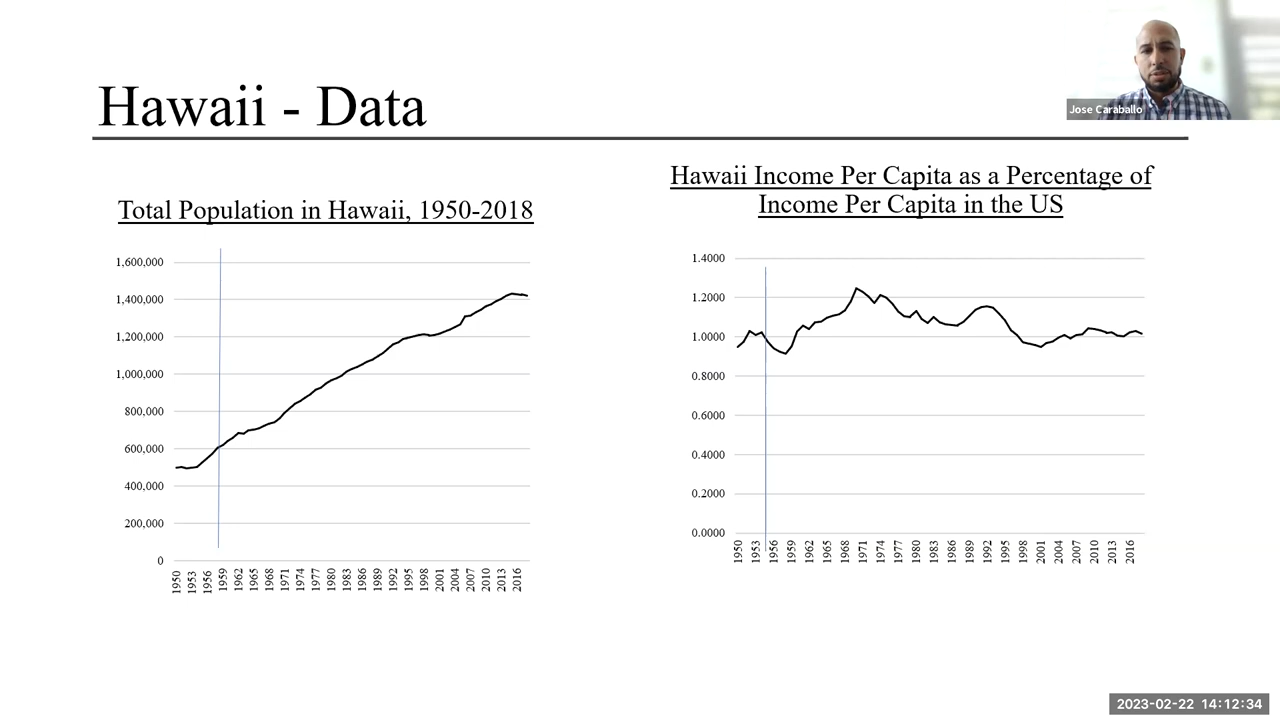 Jose Caraballo
Hawaii - Data
Total Population in Hawaii, 1950-2018
1,600,000
1,400,000
1,200,000
1,000,000
800,000
600,000
400,000
200,000
0
1950 1953 1956 1959 1962 1965 1968 1971 1974 1977 1980 1983 1986 1989 1992 1995 1998 2001 2004 2007 2010 2013 2016
Hawaii Income Per Capita as a Percentage of
Income Per Capita in the US
1.4000
1.2000
1.0000
0.8000
0.6000
0.4000
0.2000
0.0000
1950 1953 1956 1959 1962 1965 1968 1971 1974 1977 1980 1983 1986 1989 1992 1995 1998 2001 2004 2007 2010 2013 2016
2023-02-22 14:12:34